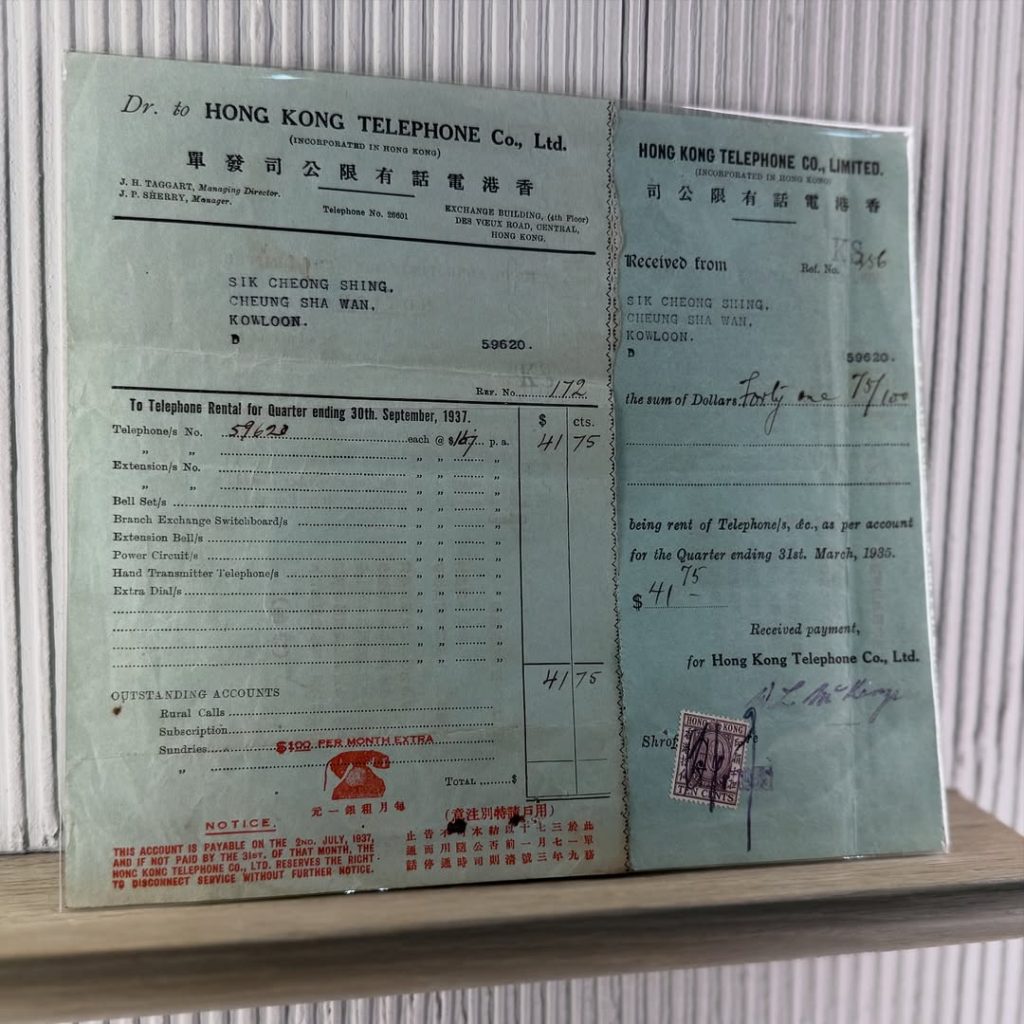 Dr. to HONG KONG TELEPHONE Co., Ltd.
(INCORPORATED IN HONG KONG)
單發司公限有話電港香
J. H. TAGGART, Managing Director.
J. P. SHERRY, Manager.
Telephone No. 26601
EXCHANGE BUILDING, (4th Floor)
DES VŒUX ROAD, CENTRAL,
HONG KONG.
SIK CHEONG SHING,
CHEUNG SHA WAN,
KOWLOON.
D
59620.
REF. No. 172
To Telephone Rental for Quarter ending 30th. September, 1937.
$ cts.
Telephone/s No. 59620 each @ $167 p. a. 41 75
„ „ „ „ „
Extension/s No. „ „ „
„ „ „ „ „
Bell Set/s „ „ „
Branch Exchange Switchboard/s „ „ „
Extension Bell/s „ „ „
Power Circuit/s „ „ „
Hand Transmitter Telephone/s „ „ „
Extra Dial/s „ „ „
„ „ „
„ „ „
„ „ „
„ „ „
41 75
OUTSTANDING ACCOUNTS
Rural Calls
Subscription
Sundries
$1.00 PER MONTH EXTRA
„
TOTAL $
元一銀租月每
NOTICE.
THIS ACCOUNT IS PAYABLE ON THE 2ND. JULY, 1937,
AND IF NOT PAID BY THE 31ST. OF THAT MONTH, THE
HONG KONG TELEPHONE CO., LTD. RESERVES THE RIGHT
TO DISCONNECT SERVICE WITHOUT FURTHER NOTICE.
(意注別特請戶用)
HONG KONG TELEPHONE CO., LIMITED.
(INCORPORATED IN HONG KONG)
司公限有話電港香
Received from
Ref. No.
SIK CHEONG SHING,
CHEUNG SHA WAN,
KOWLOON.
D
59620.
the sum of Dollars Forty one 75/100
being rent of Telephone/s, &c., as per account
for the Quarter ending 31st. March, 1935.
$ 41 75
Received payment,
for Hong Kong Telephone Co., Ltd.
HONG KONG
TEN CENTS